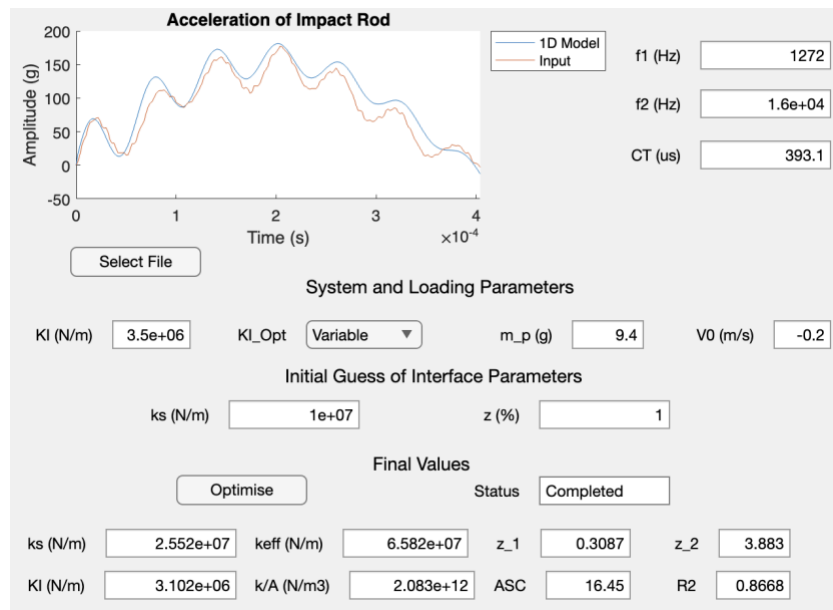 Acceleration of Impact Rod
200
150
100
50
0
-50
Amplitude (g)
0 1 2 3 4
Time (s) ×10⁻⁴
1D Model
Input
f1 (Hz) 1272
f2 (Hz) 1.6e+04
CT (us) 393.1
Select File
System and Loading Parameters
KI (N/m) 3.5e+06 KI_Opt Variable m_p (g) 9.4 V0 (m/s) -0.2
Initial Guess of Interface Parameters
ks (N/m) 1e+07 z (%) 1
Final Values
Optimise Status Completed
ks (N/m) 2.552e+07 keff (N/m) 6.582e+07 z_1 0.3087 z_2 3.883
KI (N/m) 3.102e+06 k/A (N/m3) 2.083e+12 ASC 16.45 R2 0.8668